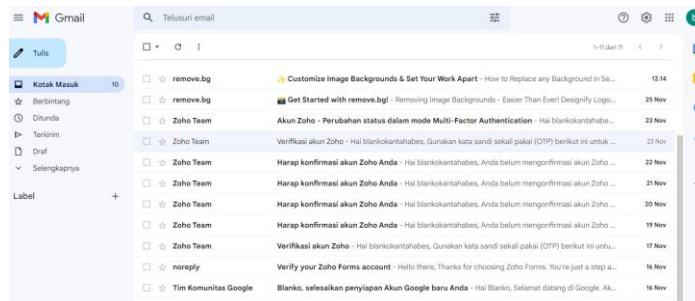 Gmail
Telusuri email
Tulis
1–11 dari 11
Kotak Masuk 10
Berbintang
Ditunda
Terkirim
Draf
Selengkapnya
Label +
remove.bg ✨ Customize Image Backgrounds & Set Your Work Apart - How to Replace any Background in Se... 12.14
remove.bg 📸 Get Started with remove.bg! - Removing Image Backgrounds - Easier Than Ever! Designify Logo... 25 Nov
Zoho Team Akun Zoho - Perubahan status dalam mode Multi-Factor Authentication - Hai blankokantahabe... 23 Nov
Zoho Team Verifikasi akun Zoho - Hai blankokantahabes, Gunakan kata sandi sekali pakai (OTP) berikut ini untuk ... 23 Nov
Zoho Team Harap konfirmasi akun Zoho Anda - Hai blankokantahabes, Anda belum mengonfirmasi akun Zoho ... 22 Nov
Zoho Team Harap konfirmasi akun Zoho Anda - Hai blankokantahabes, Anda belum mengonfirmasi akun Zoho ... 21 Nov
Zoho Team Harap konfirmasi akun Zoho Anda - Hai blankokantahabes, Anda belum mengonfirmasi akun Zoho ... 20 Nov
Zoho Team Harap konfirmasi akun Zoho Anda - Hai blankokantahabes, Anda belum mengonfirmasi akun Zoho ... 19 Nov
Zoho Team Verifikasi akun Zoho - Hai blankokantahabes, Gunakan kata sandi sekali pakai (OTP) berikut ini untu... 17 Nov
noreply Verify your Zoho Forms account - Hello there, Thanks for choosing Zoho Forms. You're just a step a... 16 Nov
Tim Komunitas Google Blanko, selesaikan penyiapan Akun Google baru Anda - Hai Blanko, Selamat datang di Google. Ak... 16 Nov